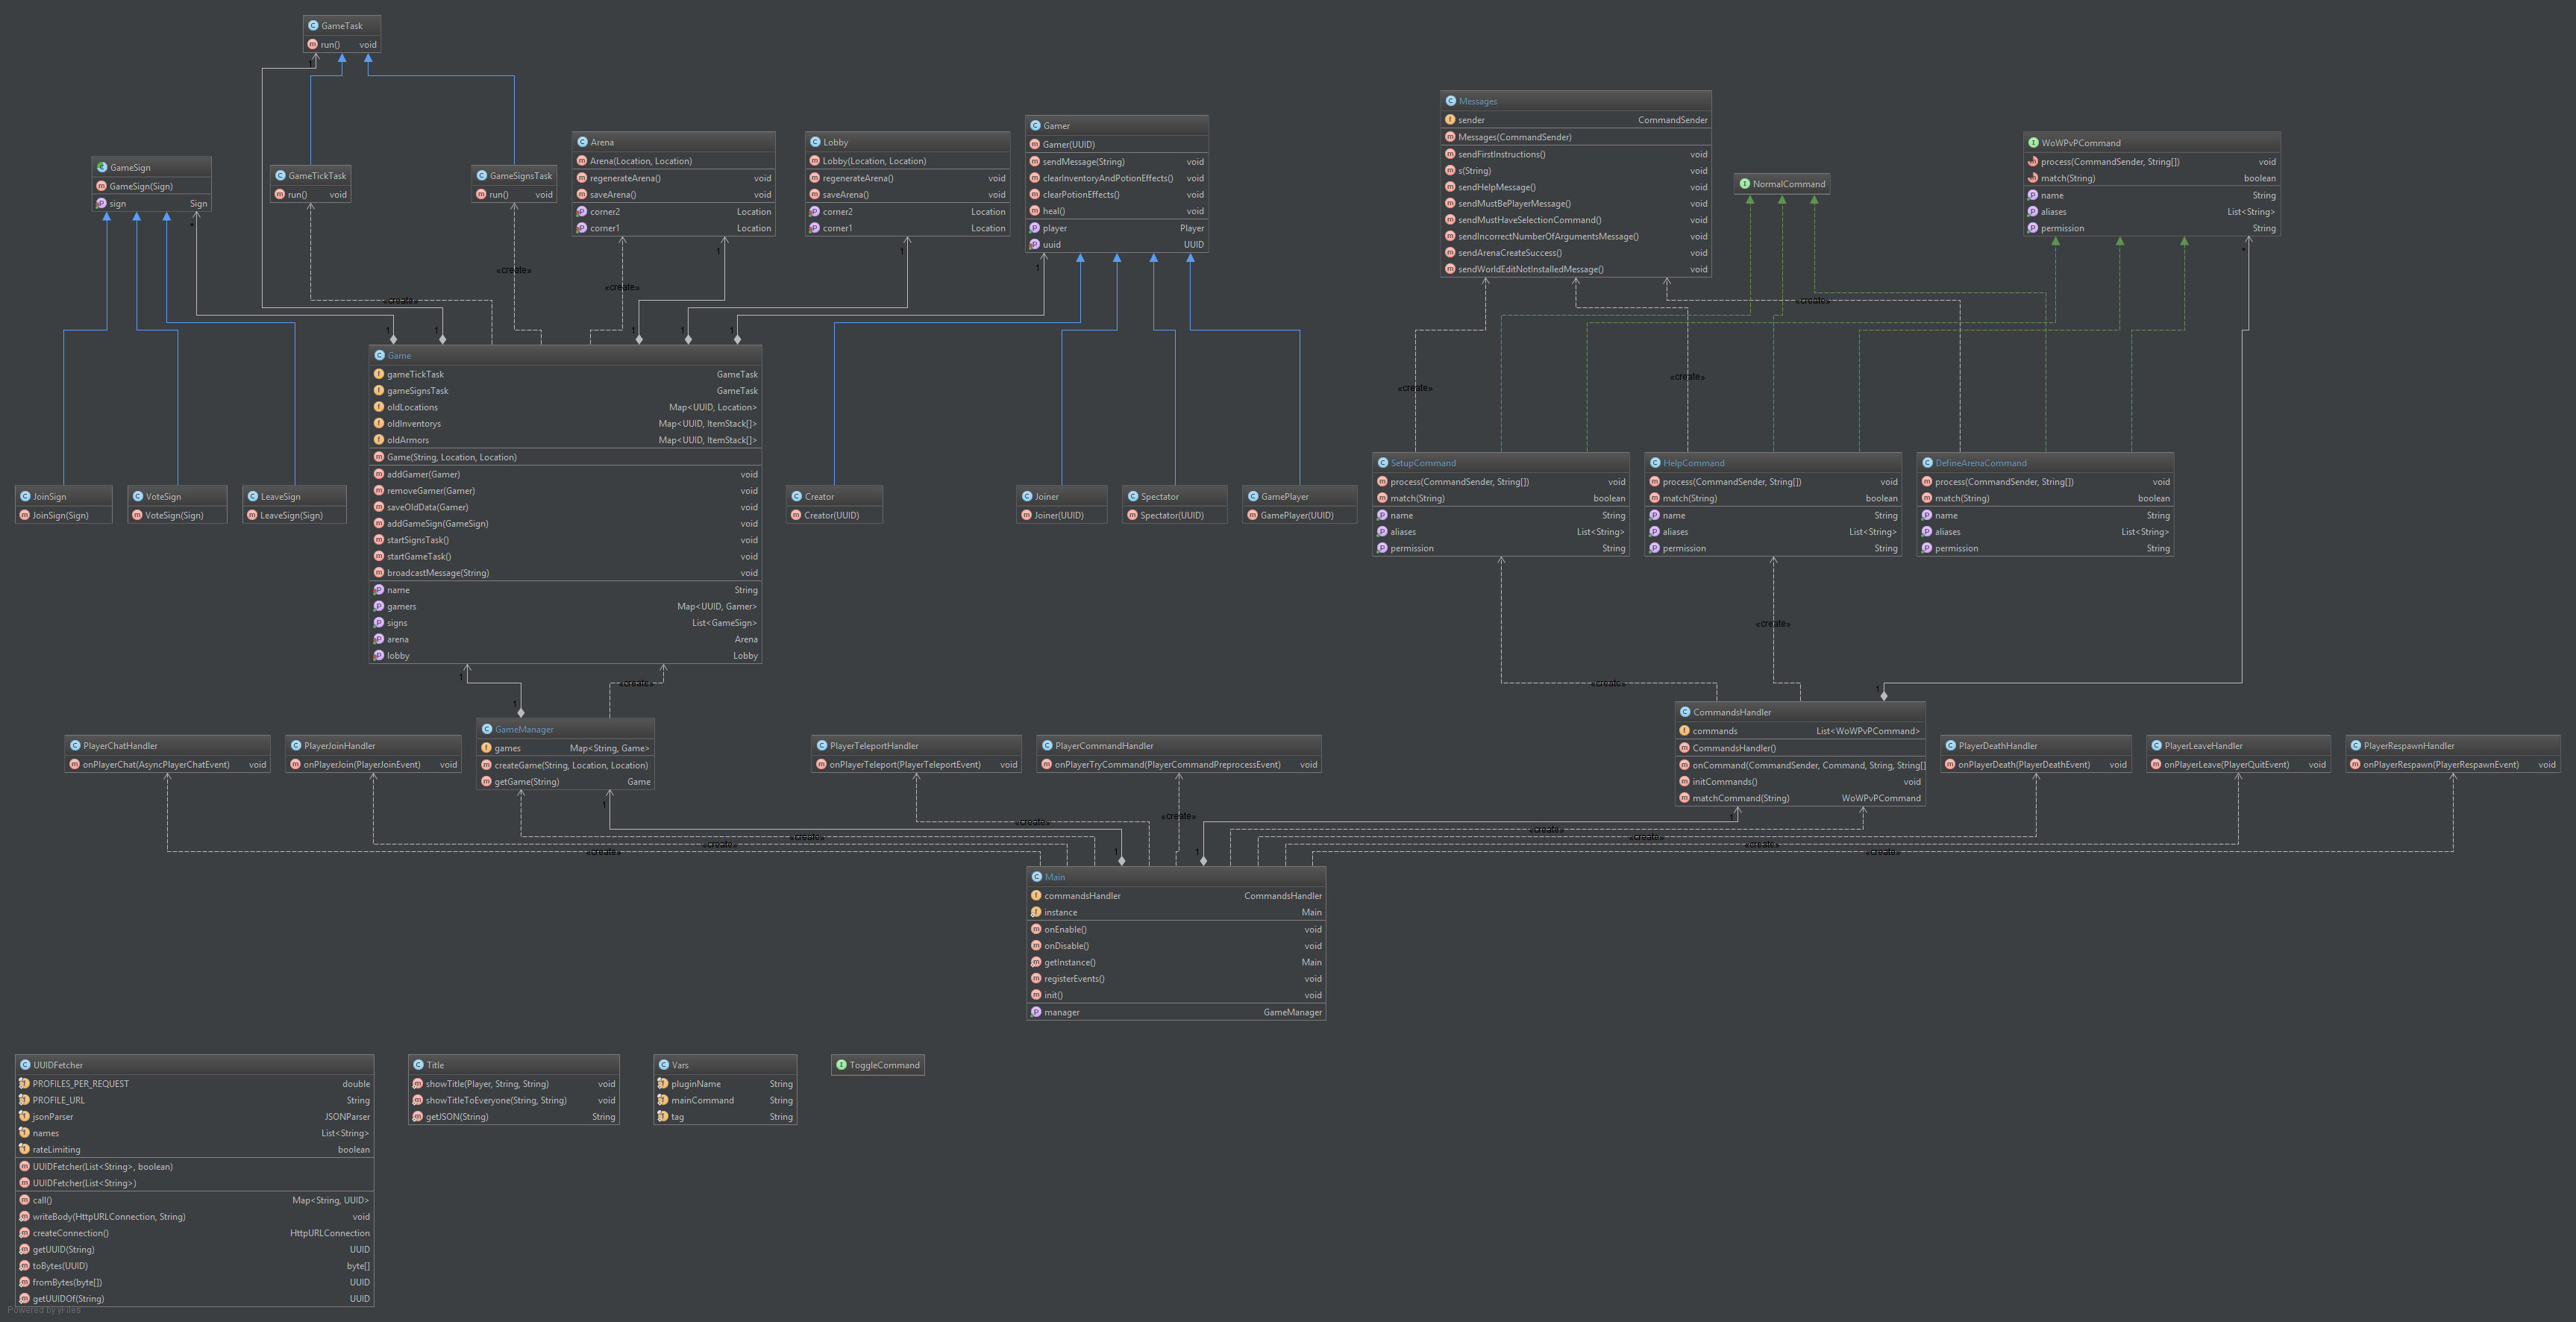 GameTask
run() void
1
GameSign
GameSign(Sign)
sign Sign
*
GameTickTask
run() void
GameSignsTask
run() void
Arena
Arena(Location, Location)
regenerateArena() void
saveArena() void
corner2 Location
corner1 Location
1
Lobby
Lobby(Location, Location)
regenerateArena() void
saveArena() void
corner2 Location
corner1 Location
1
Gamer
Gamer(UUID)
sendMessage(String) void
clearInventoryAndPotionEffects() void
clearPotionEffects() void
heal() void
player Player
uuid UUID
1
Messages
sender CommandSender
Messages(CommandSender)
sendFirstInstructions() void
s(String) void
sendHelpMessage() void
sendMustBePlayerMessage() void
sendMustHaveSelectionCommand() void
sendIncorrectNumberOfArgumentsMessage() void
sendArenaCreateSuccess() void
sendWorldEditNotInstalledMessage() void
NormalCommand
WoWPvPCommand
process(CommandSender, String[]) void
match(String) boolean
name String
aliases List<String>
permission String
*
«create»
«create»
«create»
«create»
1
1
1
1
1
«create»
«create»
Game
gameTickTask GameTask
gameSignsTask GameTask
oldLocations Map<UUID, Location>
oldInventorys Map<UUID, ItemStack[]>
oldArmors Map<UUID, ItemStack[]>
Game(String, Location, Location)
addGamer(Gamer) void
removeGamer(Gamer) void
saveOldData(Gamer) void
addGameSign(GameSign) void
startSignsTask() void
startGameTask() void
broadcastMessage(String) void
name String
gamers Map<UUID, Gamer>
signs List<GameSign>
arena Arena
lobby Lobby
JoinSign
JoinSign(Sign)
VoteSign
VoteSign(Sign)
LeaveSign
LeaveSign(Sign)
Creator
Creator(UUID)
Joiner
Joiner(UUID)
Spectator
Spectator(UUID)
GamePlayer
GamePlayer(UUID)
SetupCommand
process(CommandSender, String[]) void
match(String) boolean
name String
aliases List<String>
permission String
HelpCommand
process(CommandSender, String[]) void
match(String) boolean
name String
aliases List<String>
permission String
DefineArenaCommand
process(CommandSender, String[]) void
match(String) boolean
name String
aliases List<String>
permission String
«create»
1
«create»
«create»
1
1
PlayerChatHandler
onPlayerChat(AsyncPlayerChatEvent) void
PlayerJoinHandler
onPlayerJoin(PlayerJoinEvent) void
GameManager
games Map<String, Game>
createGame(String, Location, Location)
getGame(String) Game
PlayerTeleportHandler
onPlayerTeleport(PlayerTeleportEvent) void
PlayerCommandHandler
onPlayerTryCommand(PlayerCommandPreprocessEvent) void
CommandsHandler
commands List<WoWPvPCommand>
CommandsHandler()
onCommand(CommandSender, Command, String, String[]
initCommands() void
matchCommand(String) WoWPvPCommand
PlayerDeathHandler
onPlayerDeath(PlayerDeathEvent) void
PlayerLeaveHandler
onPlayerLeave(PlayerQuitEvent) void
PlayerRespawnHandler
onPlayerRespawn(PlayerRespawnEvent) void
1
1
«create»
«create»
«create»
«create»
«create»
«create»
«create»
«create»
«create»
1
1
Main
commandsHandler CommandsHandler
instance Main
onEnable() void
onDisable() void
getInstance() Main
registerEvents() void
init() void
manager GameManager
UUIDFetcher
PROFILES_PER_REQUEST double
PROFILE_URL String
jsonParser JSONParser
names List<String>
rateLimiting boolean
UUIDFetcher(List<String>, boolean)
UUIDFetcher(List<String>)
call() Map<String, UUID>
writeBody(HttpURLConnection, String) void
createConnection() HttpURLConnection
getUUID(String) UUID
toBytes(UUID) byte[]
fromBytes(byte[]) UUID
getUUIDOf(String) UUID
Title
showTitle(Player, String, String) void
showTitleToEveryone(String, String) void
getJSON(String) String
Vars
pluginName String
mainCommand String
tag String
ToggleCommand
Powered by yFiles